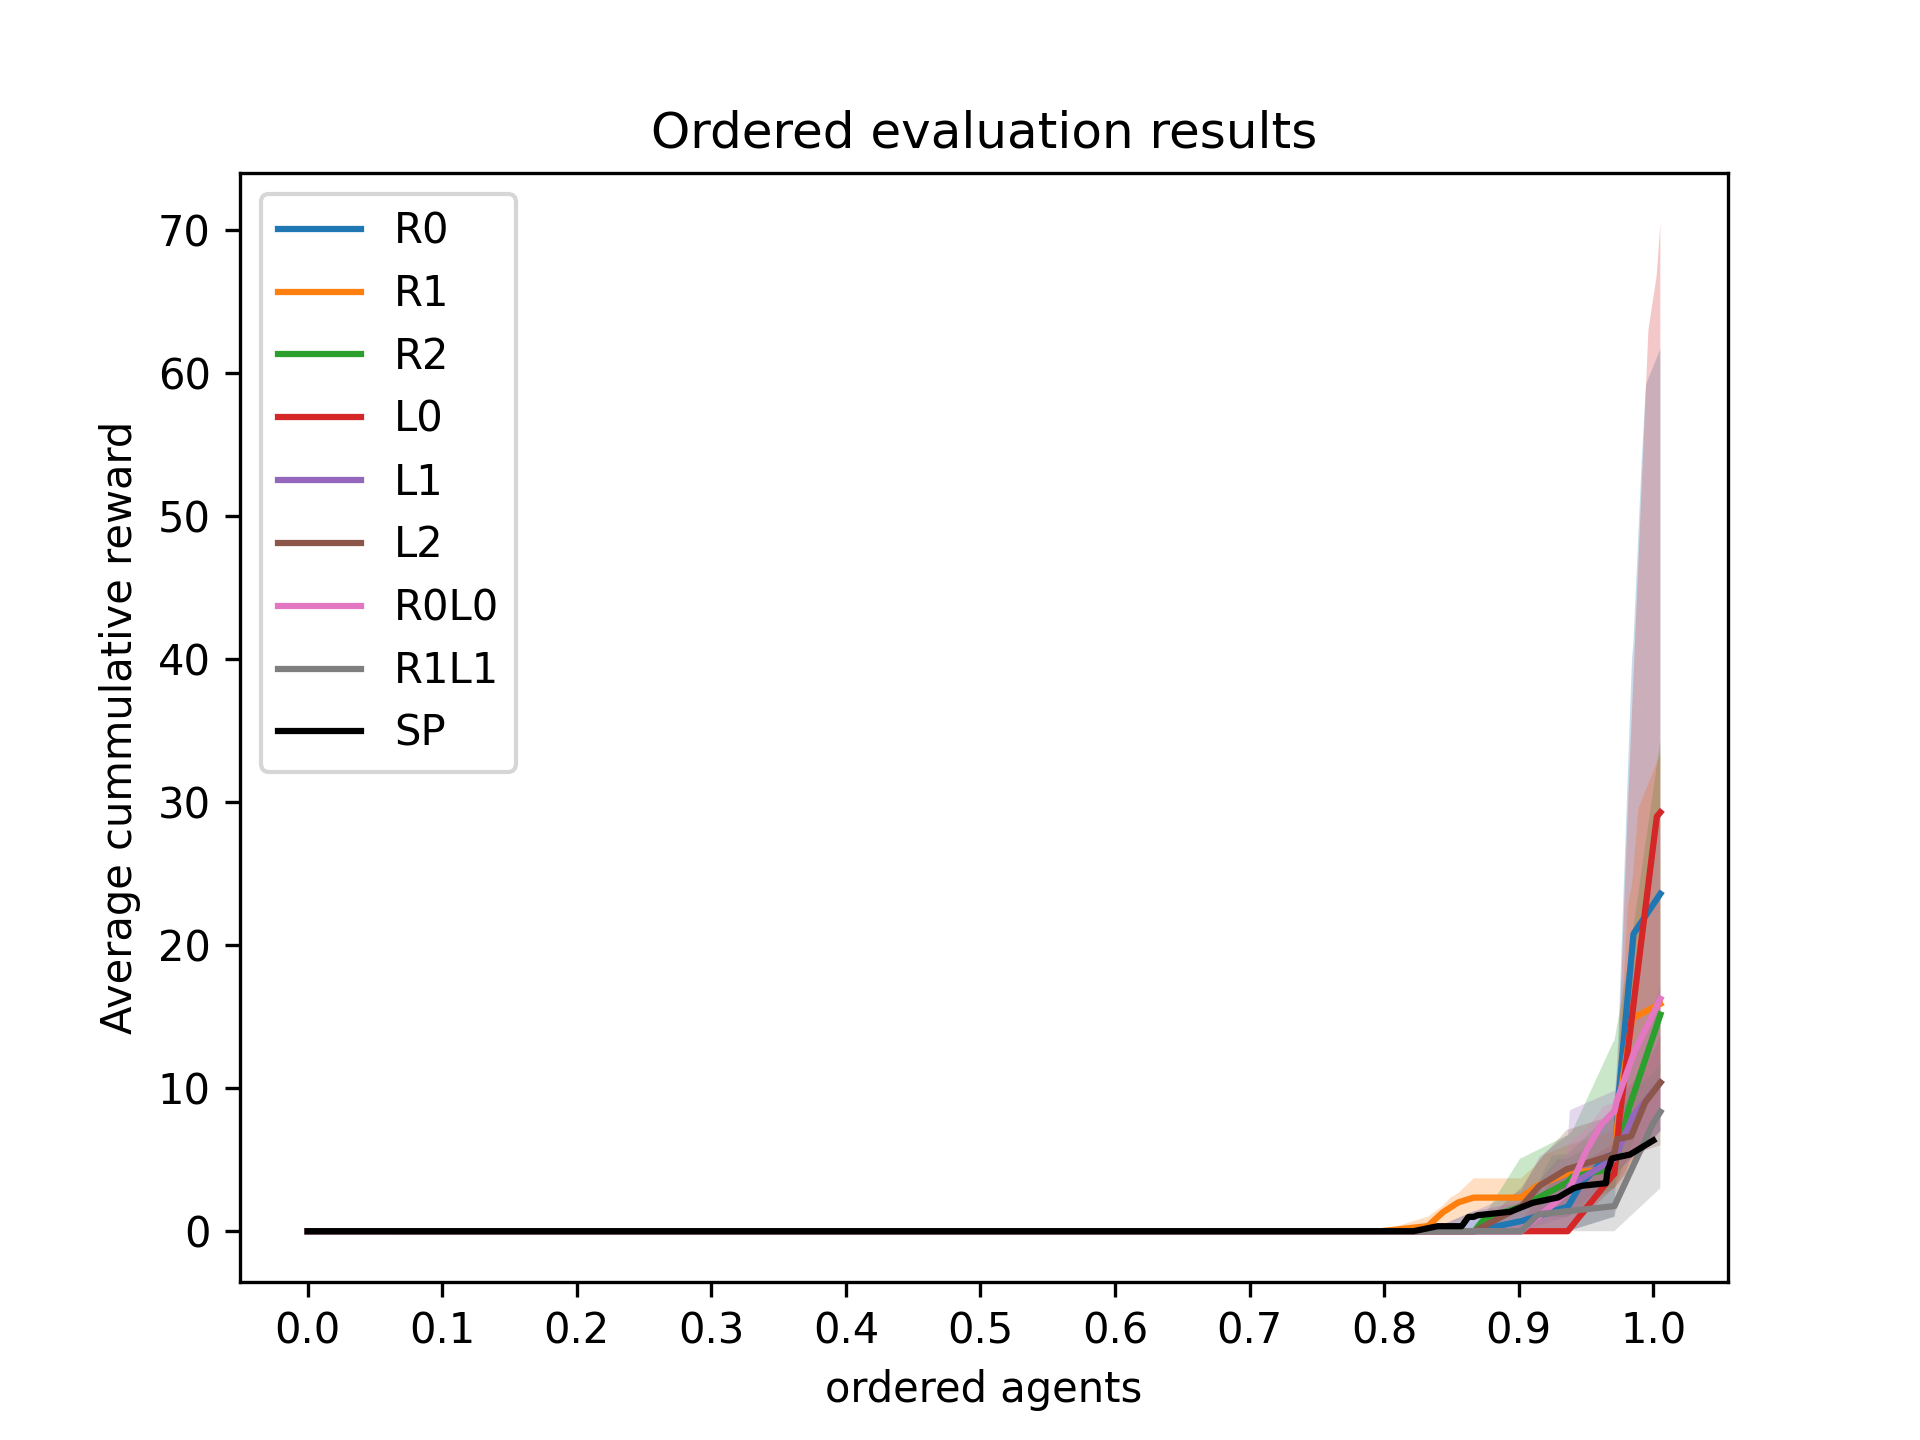 Ordered evaluation results
R0
R1
R2
L0
L1
L2
R0L0
R1L1
SP
70
60
50
40
30
20
10
0
Average cummulative reward
0.0 0.1 0.2 0.3 0.4 0.5 0.6 0.7 0.8 0.9 1.0
ordered agents